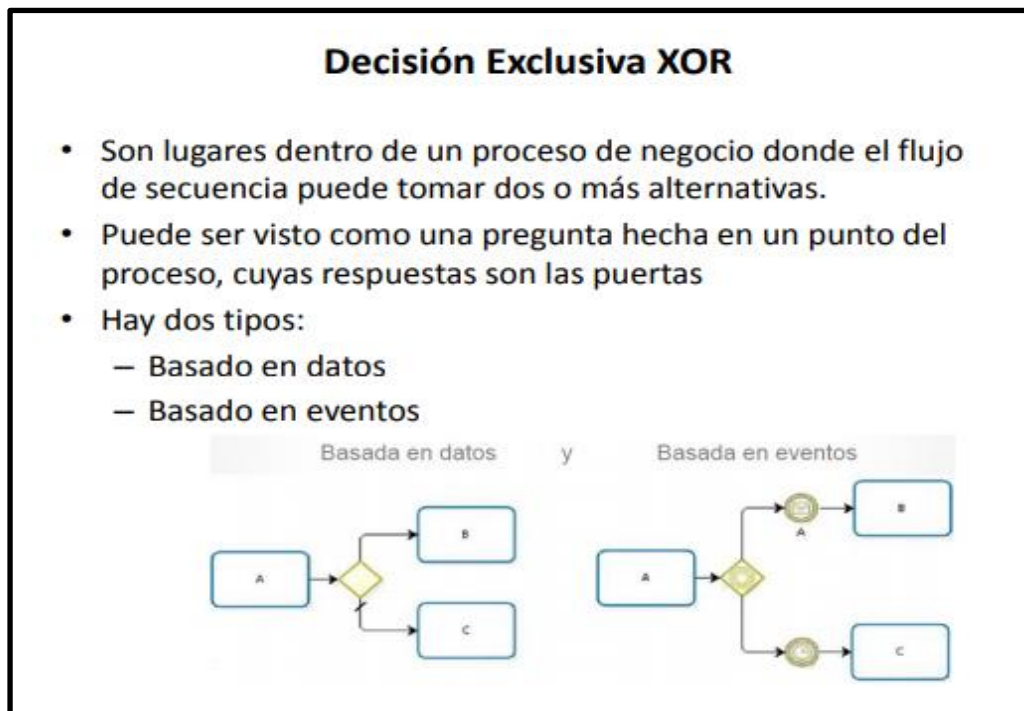 Decisión Exclusiva XOR
• Son lugares dentro de un proceso de negocio donde el flujo
de secuencia puede tomar dos o más alternativas.
• Puede ser visto como una pregunta hecha en un punto del
proceso, cuyas respuestas son las puertas
• Hay dos tipos:
– Basado en datos
– Basado en eventos
Basada en datos y Basada en eventos
A
B
C
A
A
B
C